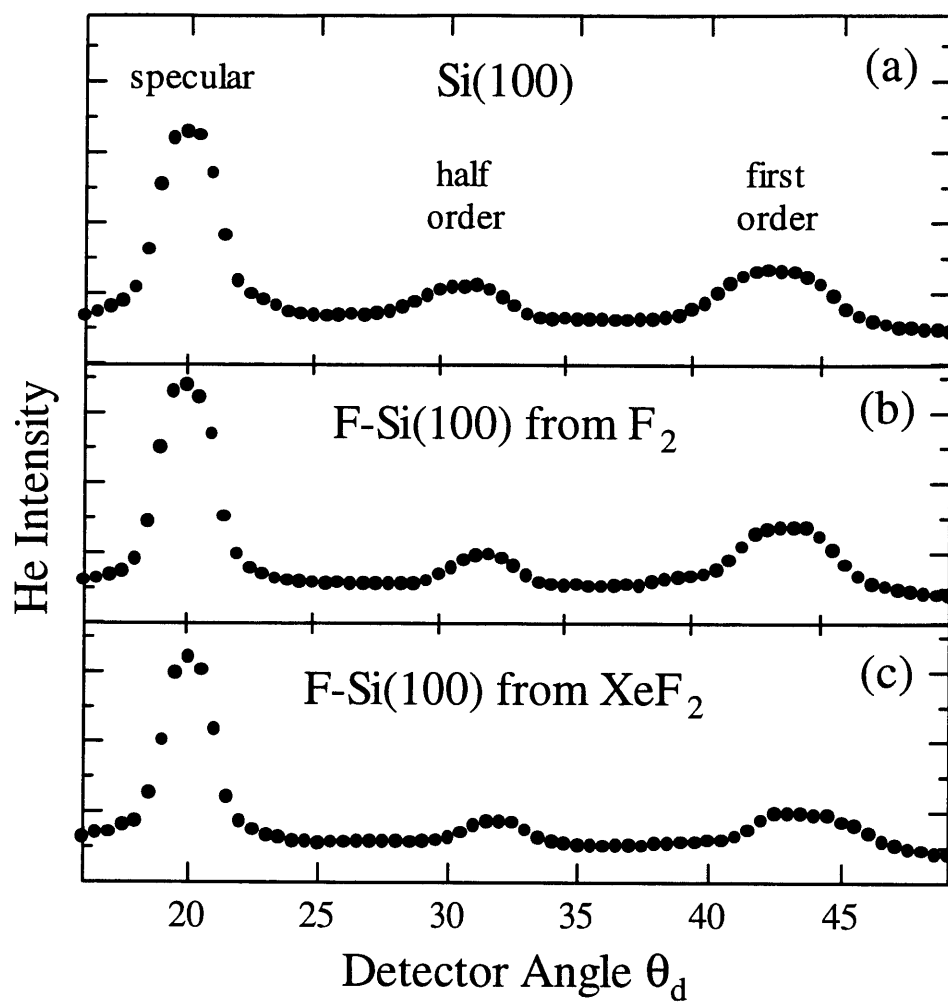 (a)
Si(100)
specular
half
order
first
order
(b)
F-Si(100) from F₂
(c)
F-Si(100) from XeF₂
He Intensity
20 25 30 35 40 45
Detector Angle θd